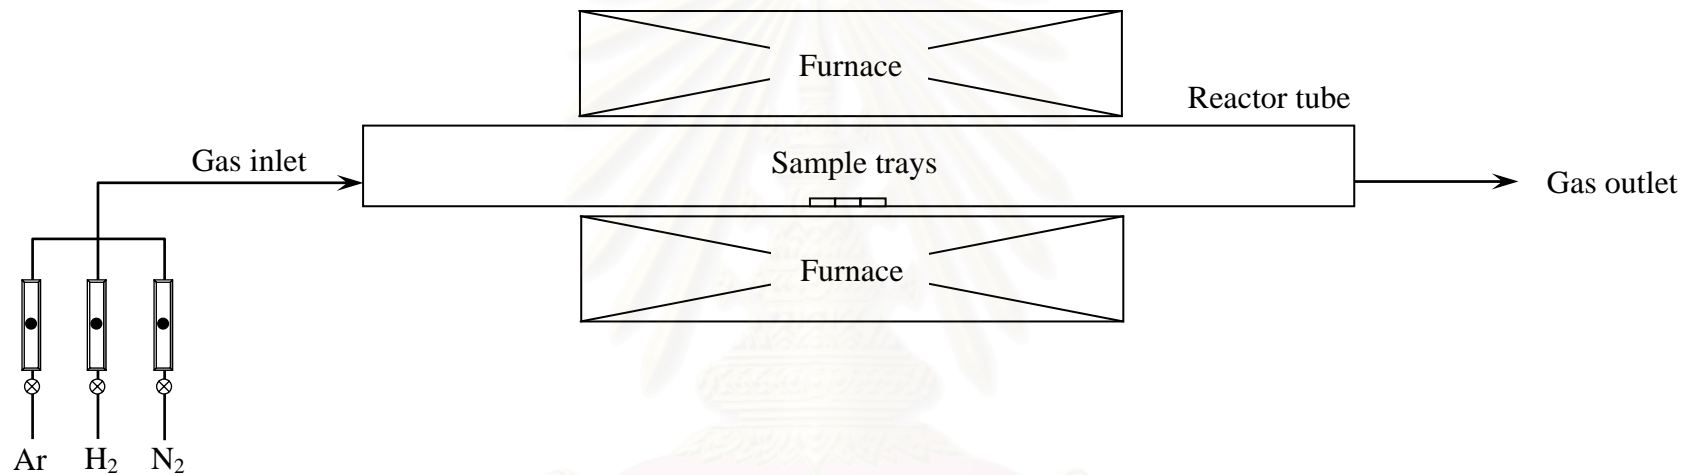 Furnace
Reactor tube
Gas inlet
Sample trays
Gas outlet
Furnace
Ar
H₂
N₂